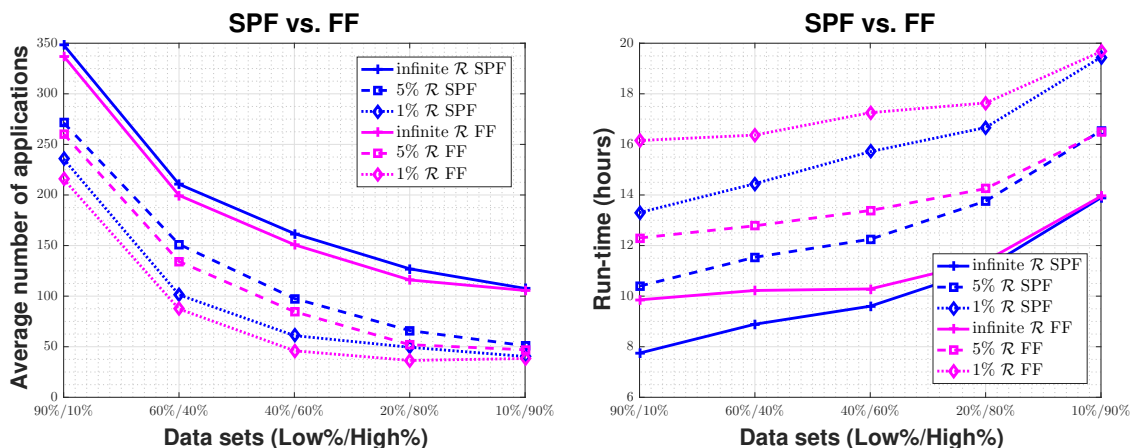 SPF vs. FF
Average number of applications
350
300
250
200
150
100
50
0
infinite R SPF
5% R SPF
1% R SPF
infinite R FF
5% R FF
1% R FF
90%/10%
60%/40%
40%/60%
20%/80%
10%/90%
Data sets (Low%/High%)
SPF vs. FF
Run-time (hours)
20
18
16
14
12
10
8
6
infinite R SPF
5% R SPF
1% R SPF
infinite R FF
5% R FF
1% R FF
90%/10%
60%/40%
40%/60%
20%/80%
10%/90%
Data sets (Low%/High%)